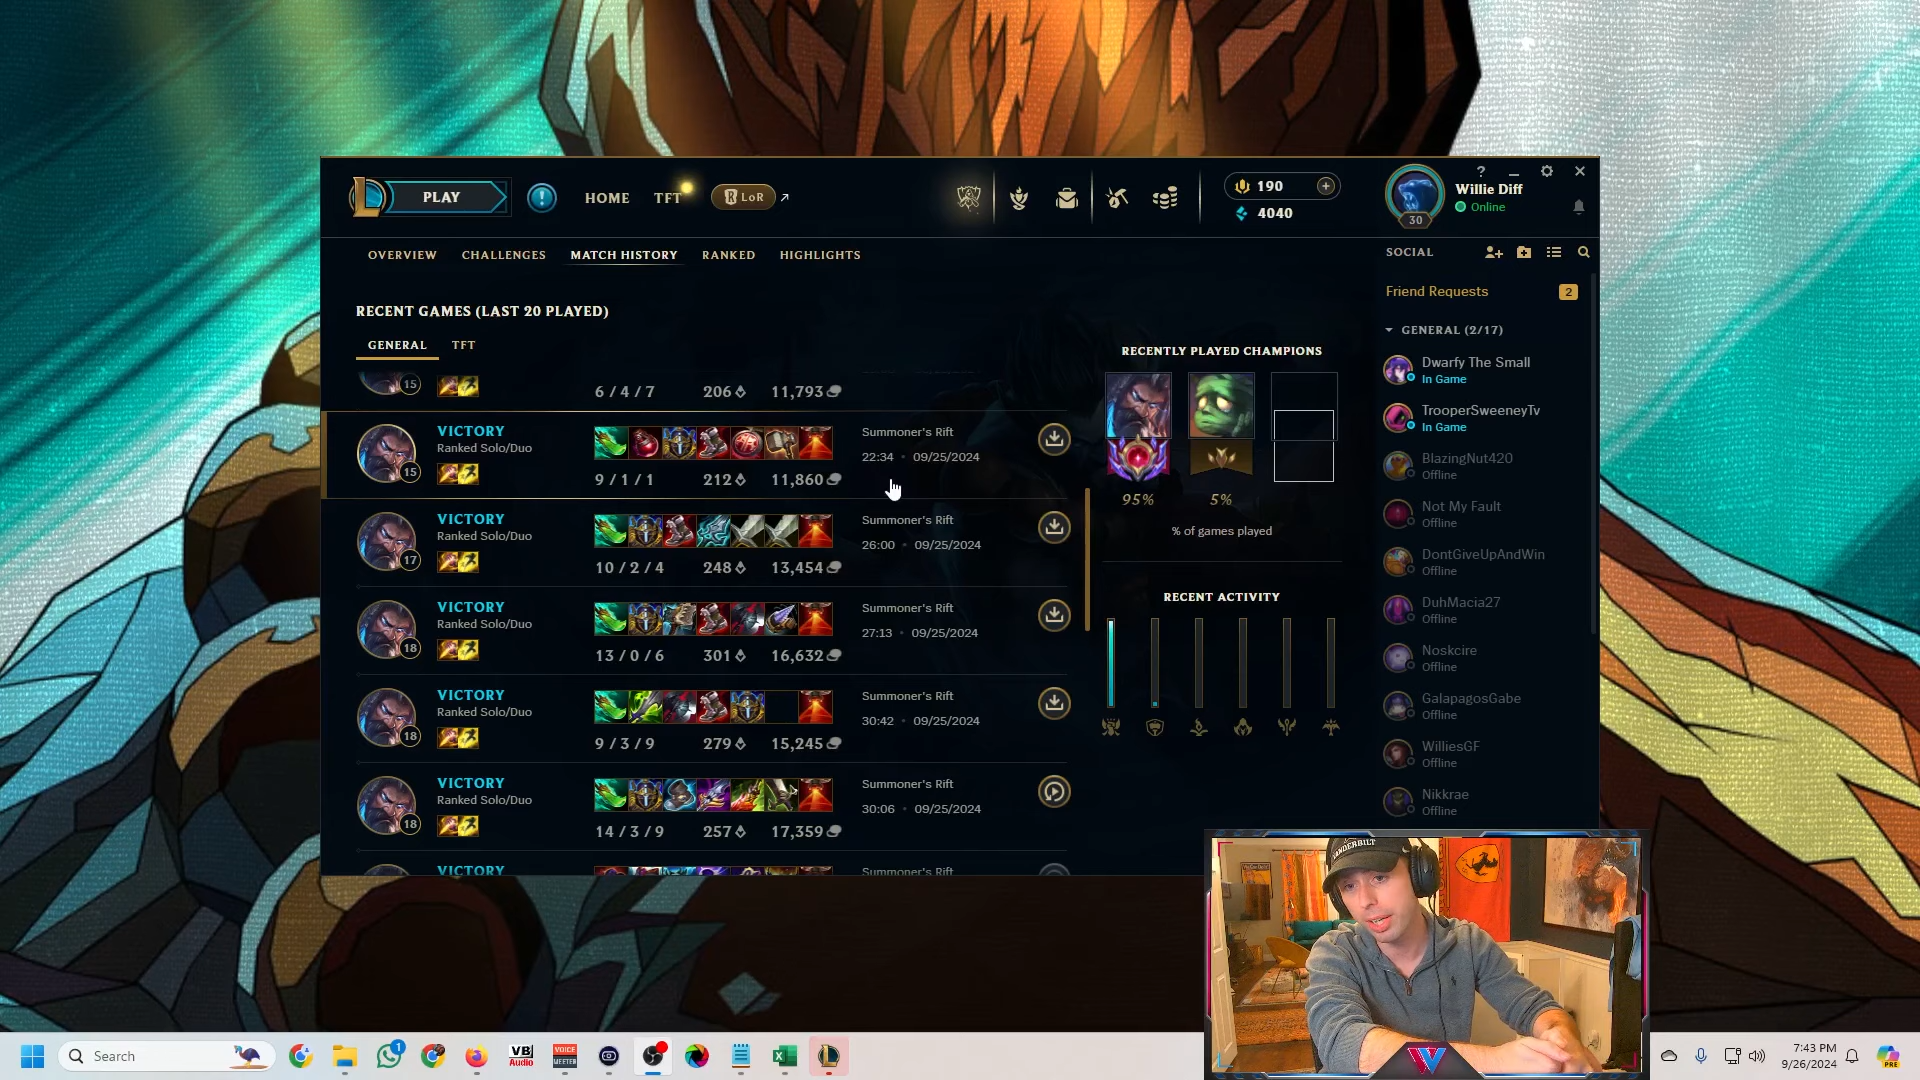 PLAY
HOME
TFT
LoR
190
4040
30
Willie Diff
Online
OVERVIEW
CHALLENGES
MATCH HISTORY
RANKED
HIGHLIGHTS
SOCIAL
RECENT GAMES (LAST 20 PLAYED)
GENERAL
TFT
15
6 / 4 / 7
206
11,793
VICTORY
Ranked Solo/Duo
15
9 / 1 / 1
212
11,860
Summoner's Rift
22:34 • 09/25/2024
VICTORY
Ranked Solo/Duo
17
10 / 2 / 4
248
13,454
Summoner's Rift
26:00 • 09/25/2024
VICTORY
Ranked Solo/Duo
18
13 / 0 / 6
301
16,632
Summoner's Rift
27:13 • 09/25/2024
VICTORY
Ranked Solo/Duo
18
9 / 3 / 9
279
15,245
Summoner's Rift
30:42 • 09/25/2024
VICTORY
Ranked Solo/Duo
18
14 / 3 / 9
257
17,359
Summoner's Rift
30:06 • 09/25/2024
VICTORY
Summoner's Rift
RECENTLY PLAYED CHAMPIONS
95%
5%
% of games played
RECENT ACTIVITY
Friend Requests
2
GENERAL (2/17)
Dwarfy The Small
In Game
TrooperSweeneyTv
In Game
BlazingNut420
Offline
Not My Fault
Offline
DontGiveUpAndWin
Offline
DuhMacia27
Offline
Noskcire
Offline
GalapagosGabe
Offline
WilliesGF
Offline
Nikkrae
Offline
VANDERBILT
Search
1
VB
Audio
VOICE
MEETER
7:43 PM
9/26/2024
PRE